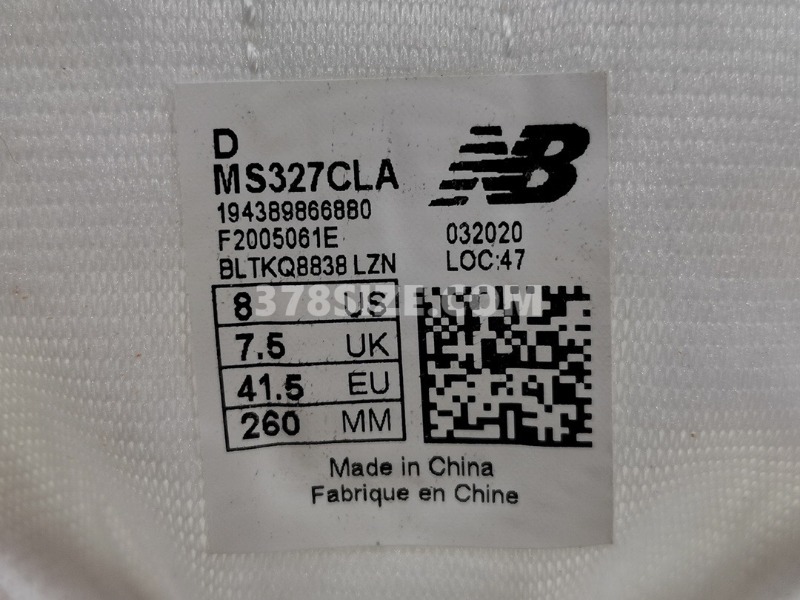 D
MS327CLA
194389866880
F2005061E
BLTKQ8838 LZN
NB
032020
LOC:47
378SIZE.COM
8 US
7.5 UK
41.5 EU
260 MM
Made in China
Fabrique en Chine